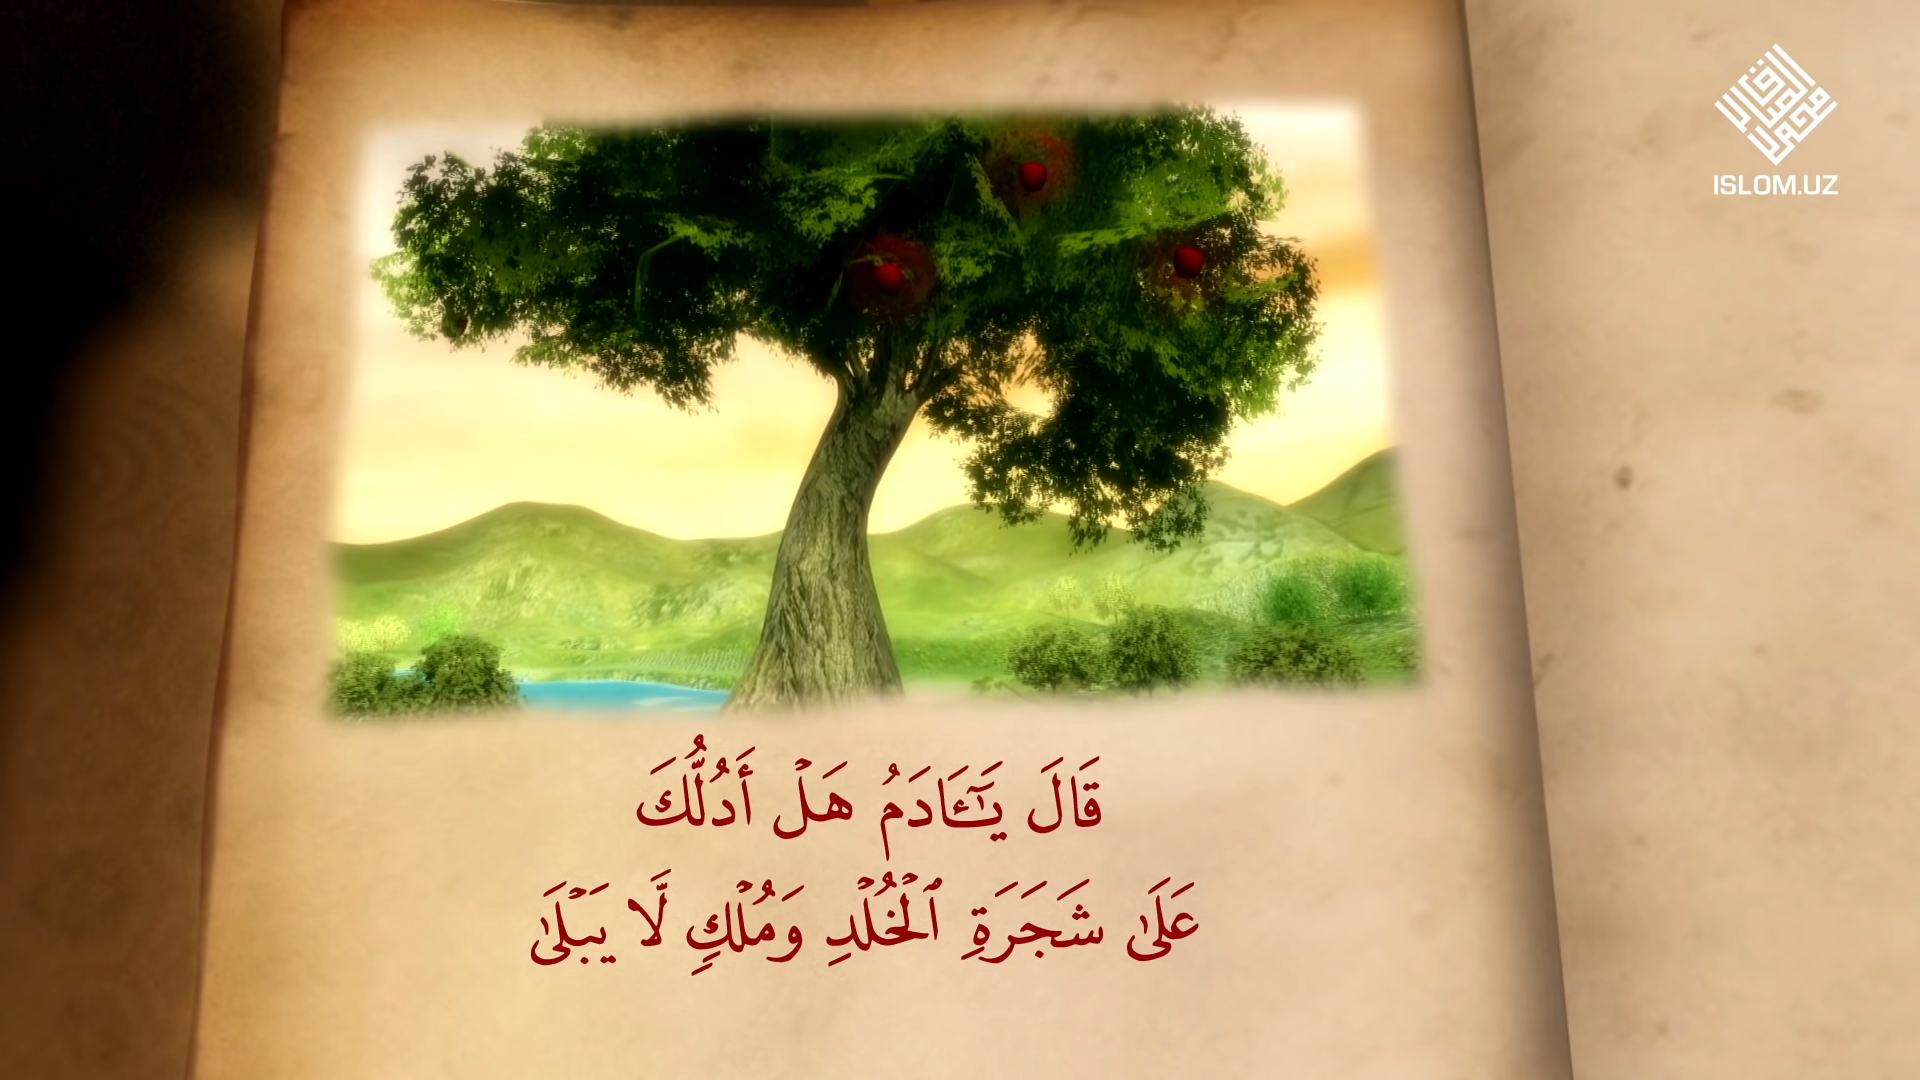 ISLOM.UZ
قَالَ يَـٰٓـَٔادَمُ هَلۡ أَدُلُّكَ
عَلَىٰ شَجَرَةِ ٱلۡخُلۡدِ وَمُلۡكٖ لَّا يَبۡلَىٰ